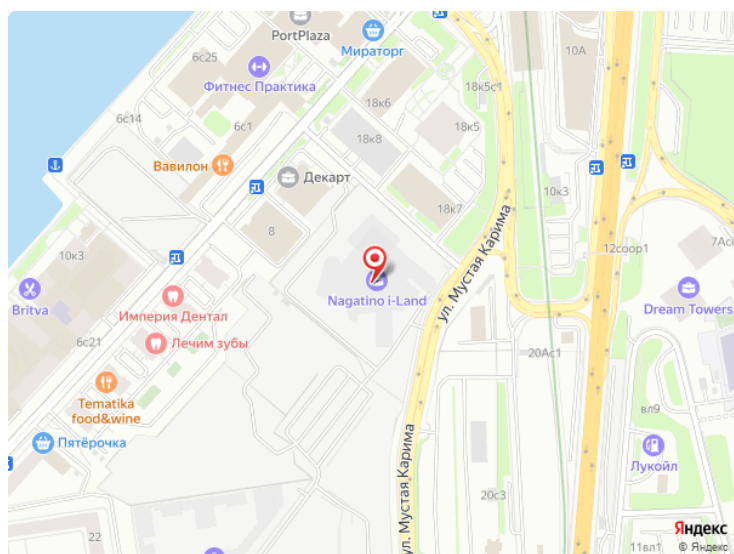 PortPlaza
Мираторг
6с25
10А
Фитнес Практика
18к5с1
18к6
6с14
6с1
18к5
18к8
Вавилон
Декарт
10к3
18к7
8
ул. Мустая Карима
12соор1
10к3
Nagatino i-Land
Dream Towers
Britva
Империя Дентал
6с21
Лечим зубы
20Ас1
Tematika
food&wine
вл9
Пятёрочка
Лукойл
ул. Мустая Карима
20с3
22
11вл1
Яндекс
© Яндекс